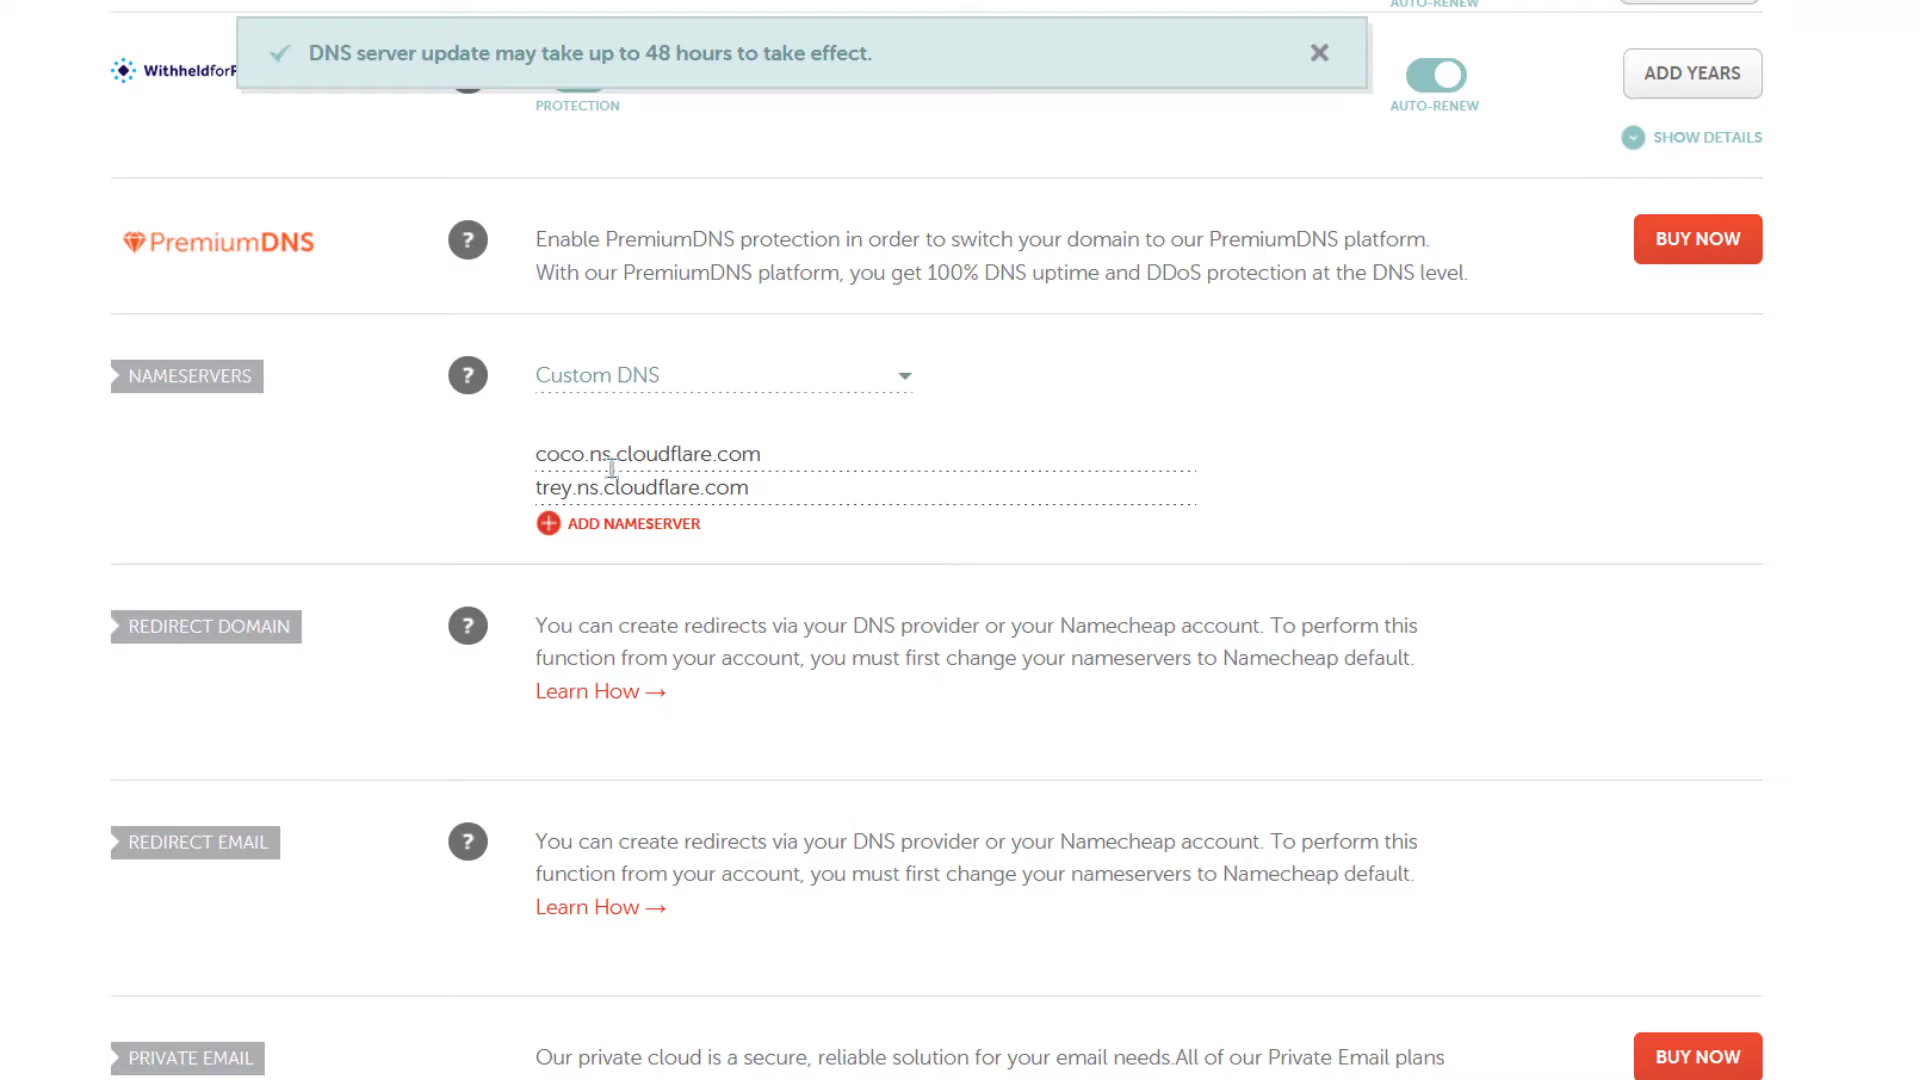 AUTO-RENEW
DNS server update may take up to 48 hours to take effect.
PROTECTION
AUTO-RENEW
ADD YEARS
SHOW DETAILS
PremiumDNS
?
Enable PremiumDNS protection in order to switch your domain to our PremiumDNS platform.
With our PremiumDNS platform, you get 100% DNS uptime and DDoS protection at the DNS level.
BUY NOW
NAMESERVERS
?
Custom DNS
coco.ns.cloudflare.com
trey.ns.cloudflare.com
ADD NAMESERVER
REDIRECT DOMAIN
?
You can create redirects via your DNS provider or your Namecheap account. To perform this
function from your account, you must first change your nameservers to Namecheap default.
Learn How →
REDIRECT EMAIL
?
You can create redirects via your DNS provider or your Namecheap account. To perform this
function from your account, you must first change your nameservers to Namecheap default.
Learn How →
PRIVATE EMAIL
Our private cloud is a secure, reliable solution for your email needs.All of our Private Email plans
BUY NOW